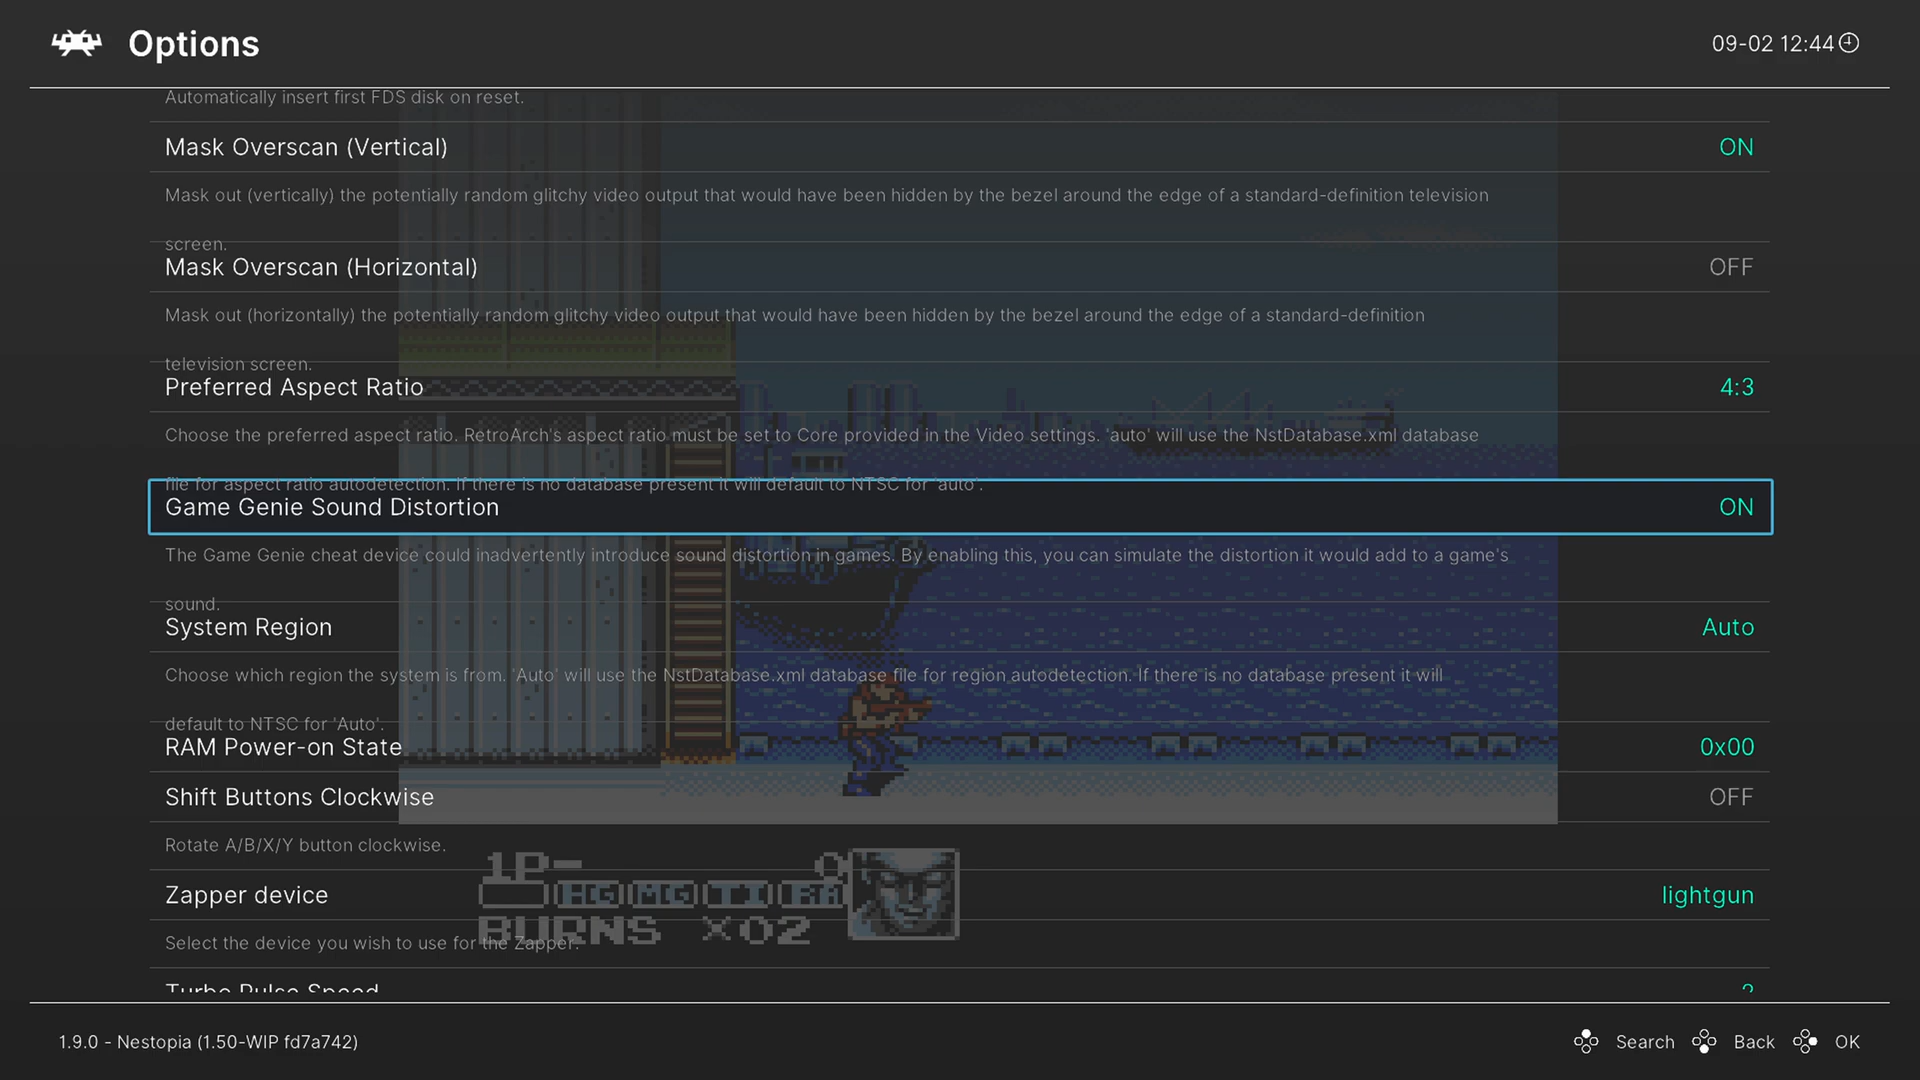 Options
09-02 12:44
Automatically insert first FDS disk on reset.
Mask Overscan (Vertical) ON
Mask out (vertically) the potentially random glitchy video output that would have been hidden by the bezel around the edge of a standard-definition television
screen.
Mask Overscan (Horizontal) OFF
Mask out (horizontally) the potentially random glitchy video output that would have been hidden by the bezel around the edge of a standard-definition
television screen.
Preferred Aspect Ratio 4:3
Choose the preferred aspect ratio. RetroArch's aspect ratio must be set to Core provided in the Video settings. 'auto' will use the NstDatabase.xml database
file for aspect ratio autodetection. If there is no database present it will default to NTSC for 'auto'.
Game Genie Sound Distortion ON
The Game Genie cheat device could inadvertently introduce sound distortion in games. By enabling this, you can simulate the distortion it would add to a game's
sound.
System Region Auto
Choose which region the system is from. 'Auto' will use the NstDatabase.xml database file for region autodetection. If there is no database present it will
default to NTSC for 'Auto'.
RAM Power-on State 0x00
Shift Buttons Clockwise OFF
Rotate A/B/X/Y button clockwise.
1P- 0
Zapper device lightgun
HG MG TI RA
BURNS ×02
Select the device you wish to use for the Zapper.
Turbo Pulse Speed 2
1.9.0 - Nestopia (1.50-WIP fd7a742)
Search Back OK